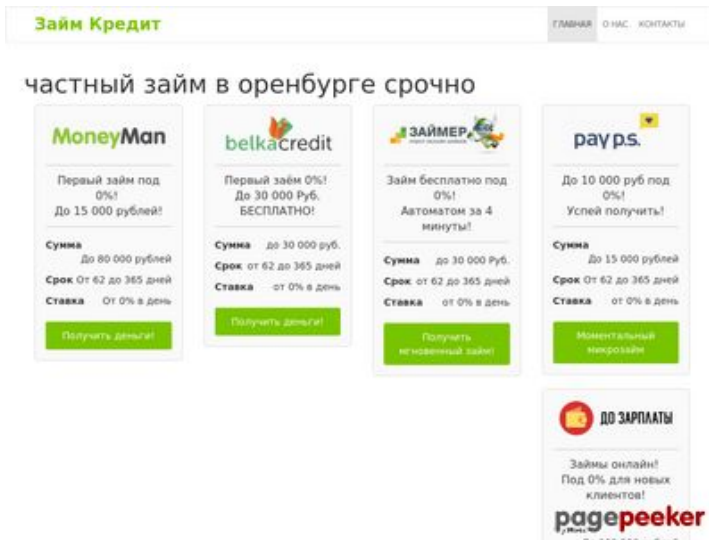 Займ Кредит
ГЛАВНАЯ О НАС КОНТАКТЫ
частный займ в оренбурге срочно
MoneyMan
Первый займ под
0%!
До 15 000 рублей!
Сумма
До 80 000 рублей
Срок От 62 до 365 дней
Ставка От 0% в день
Получить деньги!
belkacredit
Первый заём 0%!
До 30 000 Руб.
БЕСПЛАТНО!
Сумма до 30 000 руб.
Срок от 62 до 365 дней
Ставка от 0% в день
Получить деньги!
ЗАЙМЕР
Займ бесплатно под
0%!
Автоматом за 4
минуты!
Сумма до 30 000 Руб.
Срок от 62 до 365 дней
Ставка от 0% в день
Получить
мгновенный займ!
pay p.s.
До 10 000 руб под
0%!
Успей получить!
Сумма
До 15 000 рублей
Срок От 62 до 365 дней
Ставка От 0% в день
Моментальный
микрозайм
ДО ЗАРПЛАТЫ
Займы онлайн!
Под 0% для новых
клиентов!
pagepeeker